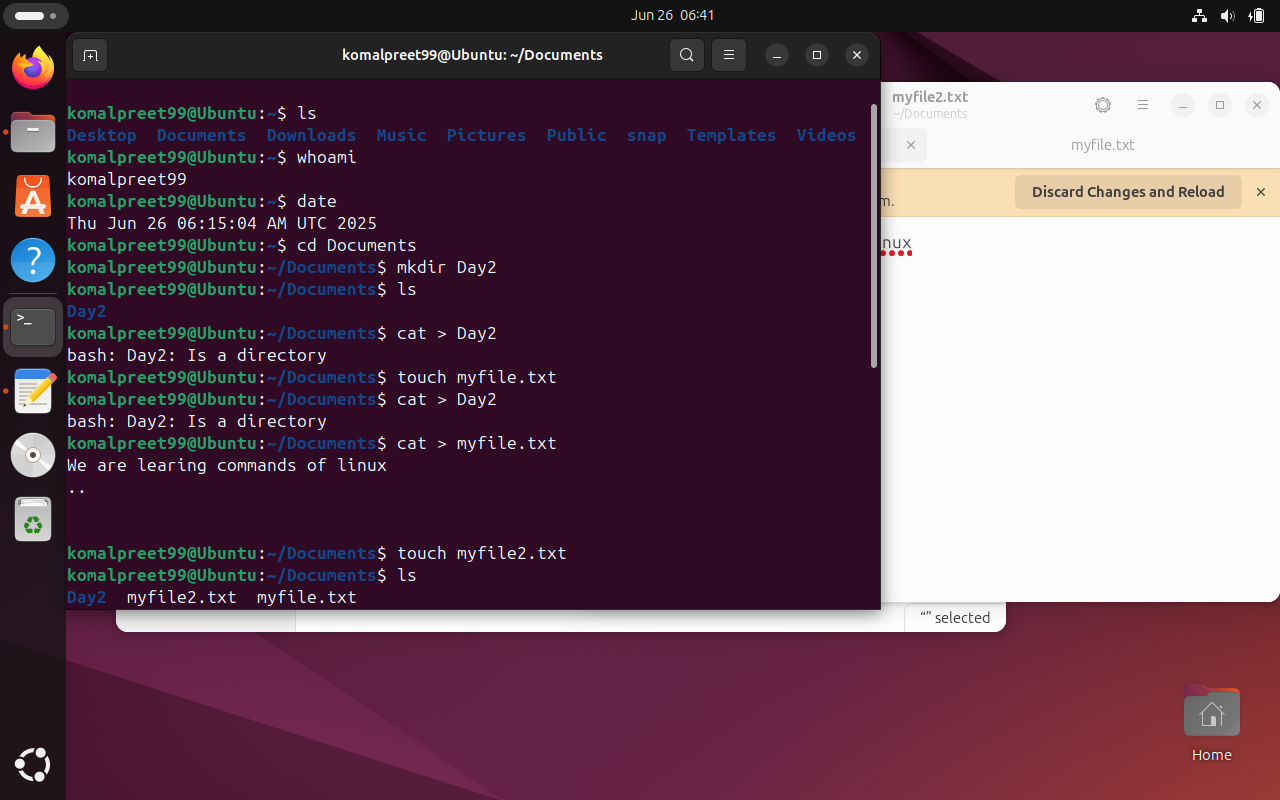 Jun 26 06:41
komalpreet99@Ubuntu: ~/Documents
komalpreet99@Ubuntu:~$ ls
Desktop Documents Downloads Music Pictures Public snap Templates Videos
komalpreet99@Ubuntu:~$ whoami
komalpreet99
komalpreet99@Ubuntu:~$ date
Thu Jun 26 06:15:04 AM UTC 2025
komalpreet99@Ubuntu:~$ cd Documents
komalpreet99@Ubuntu:~/Documents$ mkdir Day2
komalpreet99@Ubuntu:~/Documents$ ls
Day2
komalpreet99@Ubuntu:~/Documents$ cat > Day2
bash: Day2: Is a directory
komalpreet99@Ubuntu:~/Documents$ touch myfile.txt
komalpreet99@Ubuntu:~/Documents$ cat > Day2
bash: Day2: Is a directory
komalpreet99@Ubuntu:~/Documents$ cat > myfile.txt
We are learing commands of linux
..
komalpreet99@Ubuntu:~/Documents$ touch myfile2.txt
komalpreet99@Ubuntu:~/Documents$ ls
Day2 myfile2.txt myfile.txt
myfile2.txt
~/Documents
myfile.txt
Discard Changes and Reload
“” selected
Home